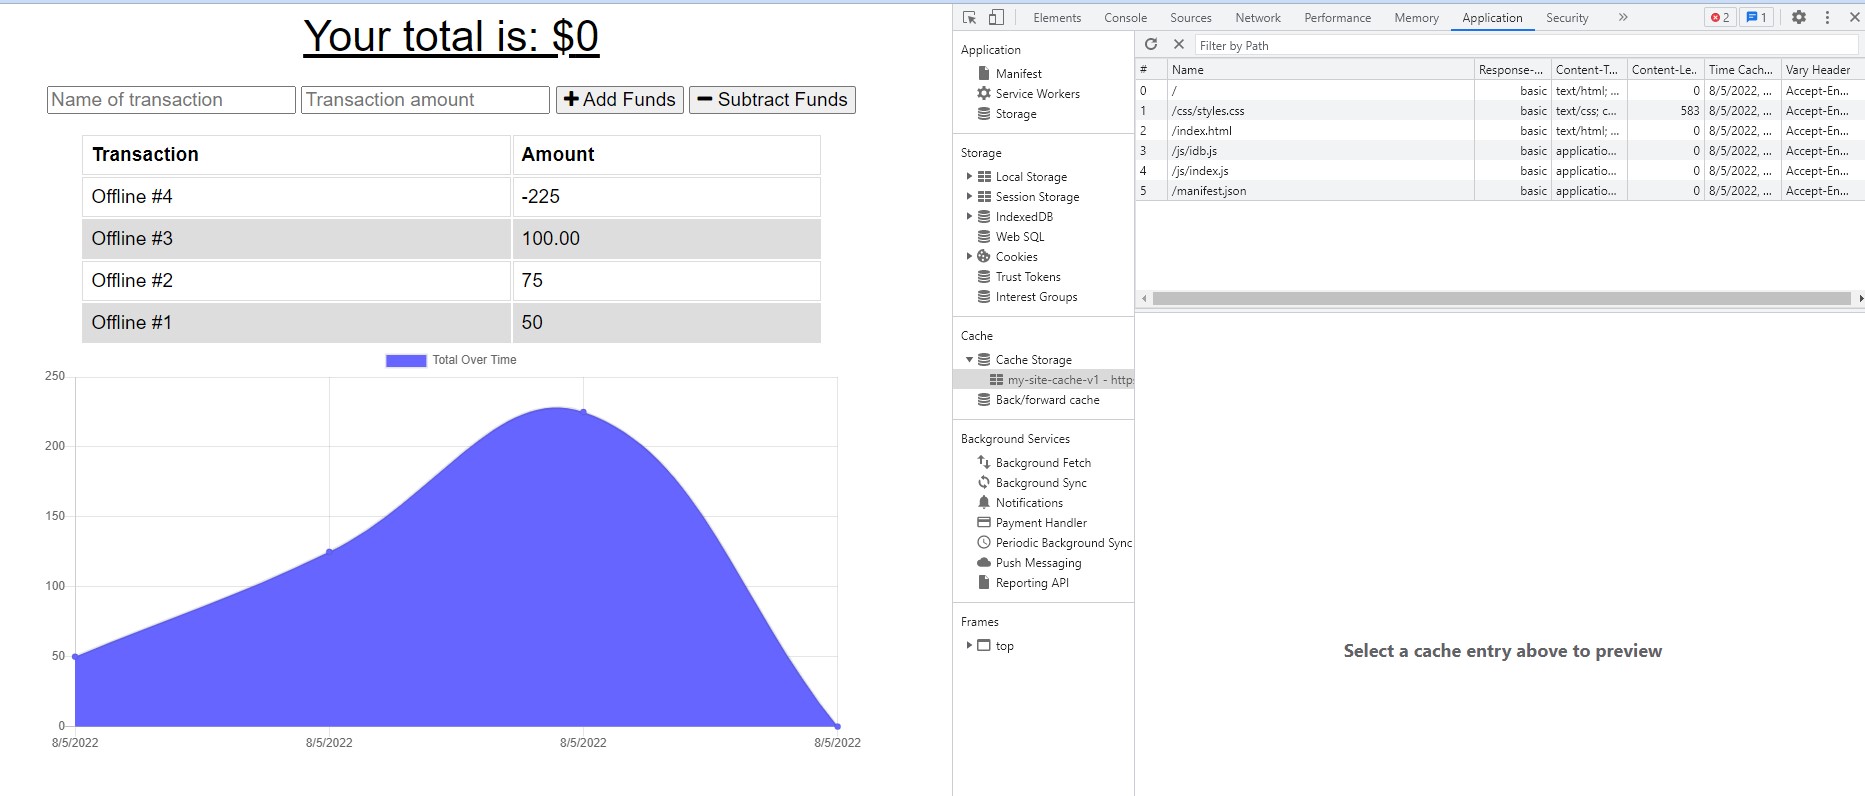 Your total is: $0
Name of transaction Transaction amount Add Funds Subtract Funds
Transaction Amount
Offline #4 -225
Offline #3 100.00
Offline #2 75
Offline #1 50
Total Over Time
250
200
150
100
50
0
8/5/2022 8/5/2022 8/5/2022 8/5/2022
Elements Console Sources Network Performance Memory Application Security » 2 1
Application
Manifest
Service Workers
Storage
Storage
Local Storage
Session Storage
IndexedDB
Web SQL
Cookies
Trust Tokens
Interest Groups
Cache
Cache Storage
my-site-cache-v1 - http
Back/forward cache
Background Services
Background Fetch
Background Sync
Notifications
Payment Handler
Periodic Background Sync
Push Messaging
Reporting API
Frames
top
Filter by Path
# Name Response-... Content-T... Content-Le.. Time Cach... Vary Header
0 / basic text/html; ... 0 8/5/2022, ... Accept-En...
1 /css/styles.css basic text/css; c... 583 8/5/2022, ... Accept-En...
2 /index.html basic text/html; ... 0 8/5/2022, ... Accept-En...
3 /js/idb.js basic applicatio... 0 8/5/2022, ... Accept-En...
4 /js/index.js basic applicatio... 0 8/5/2022, ... Accept-En...
5 /manifest.json basic applicatio... 0 8/5/2022, ... Accept-En...
Select a cache entry above to preview